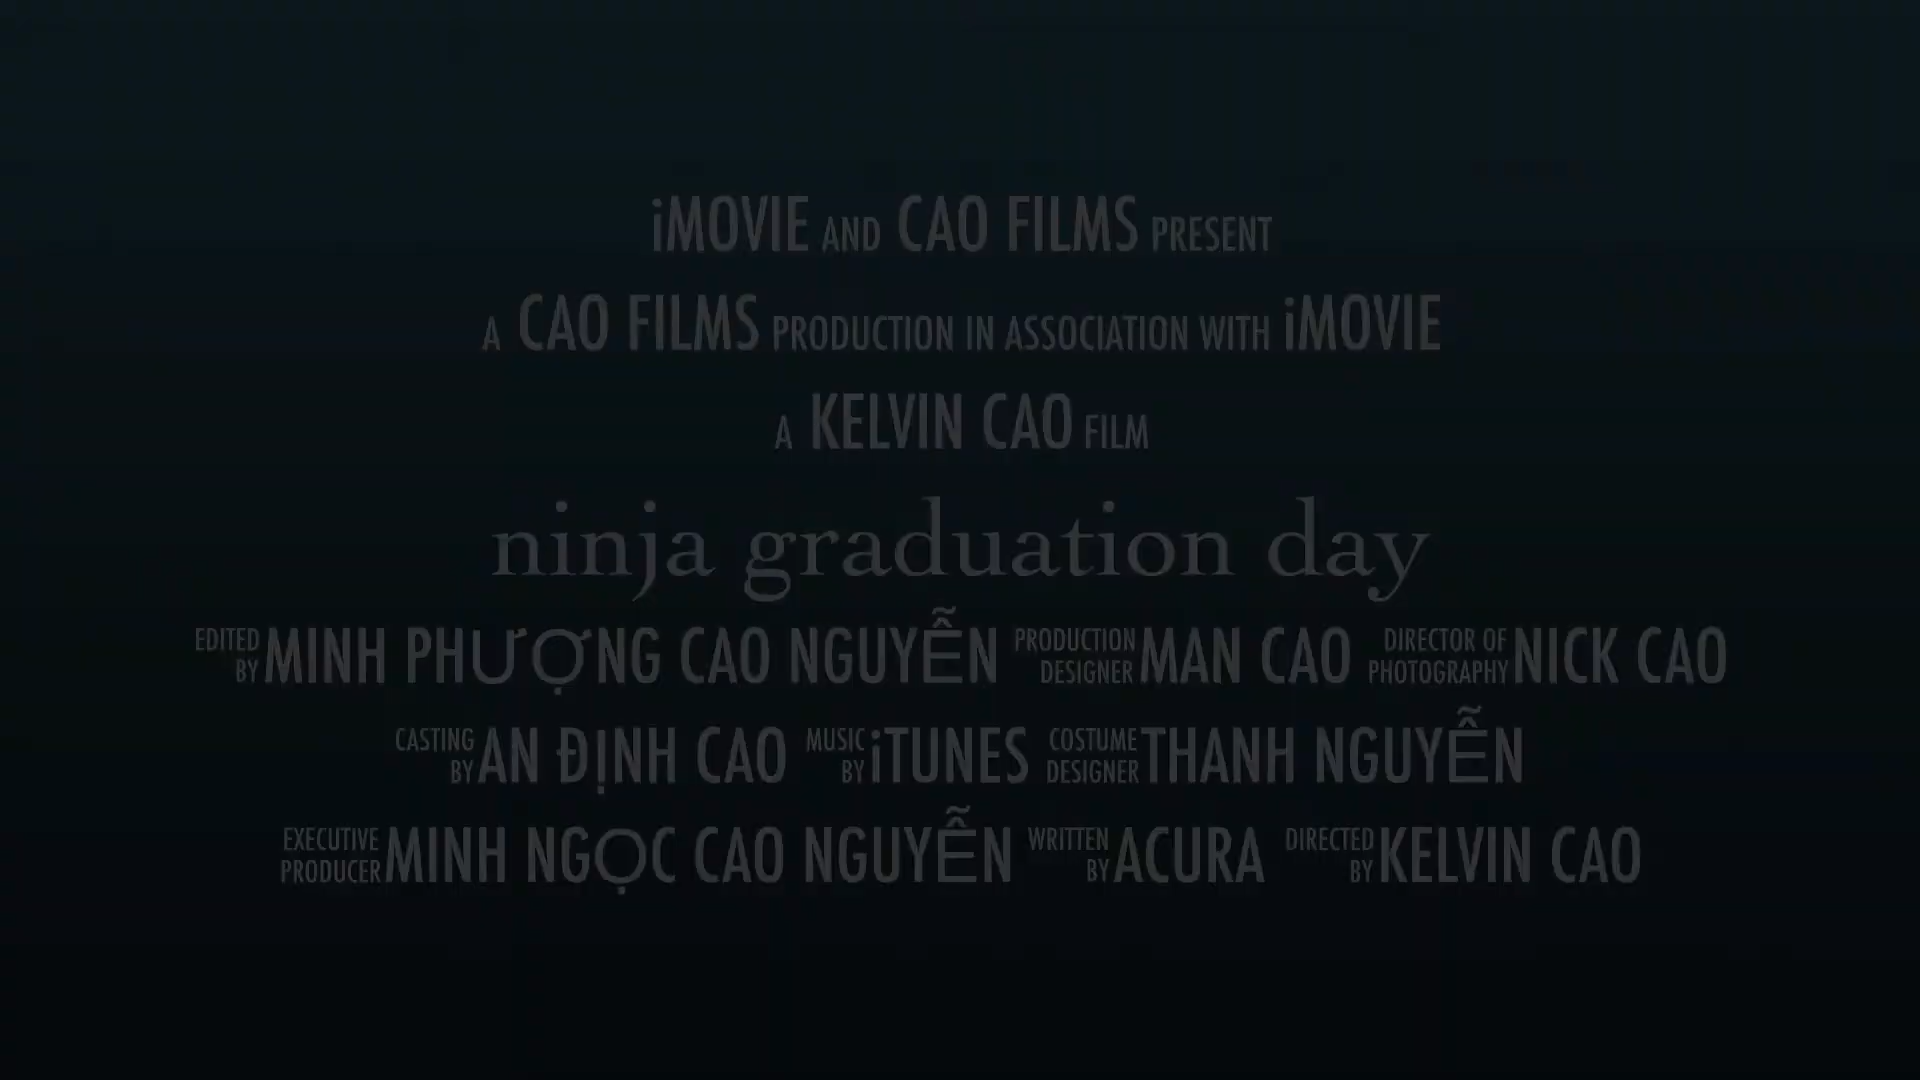 iMOVIE AND CAO FILMS PRESENT
A CAO FILMS PRODUCTION IN ASSOCIATION WITH iMOVIE
A KELVIN CAO FILM
ninja graduation day
EDITED BY MINH PHƯỢNG CAO NGUYỄN PRODUCTION DESIGNER MAN CAO DIRECTOR OF PHOTOGRAPHY NICK CAO
CASTING BY AN ĐỊNH CAO MUSIC BY iTUNES COSTUME DESIGNER THANH NGUYỄN
EXECUTIVE PRODUCER MINH NGỌC CAO NGUYỄN WRITTEN BY ACURA DIRECTED BY KELVIN CAO